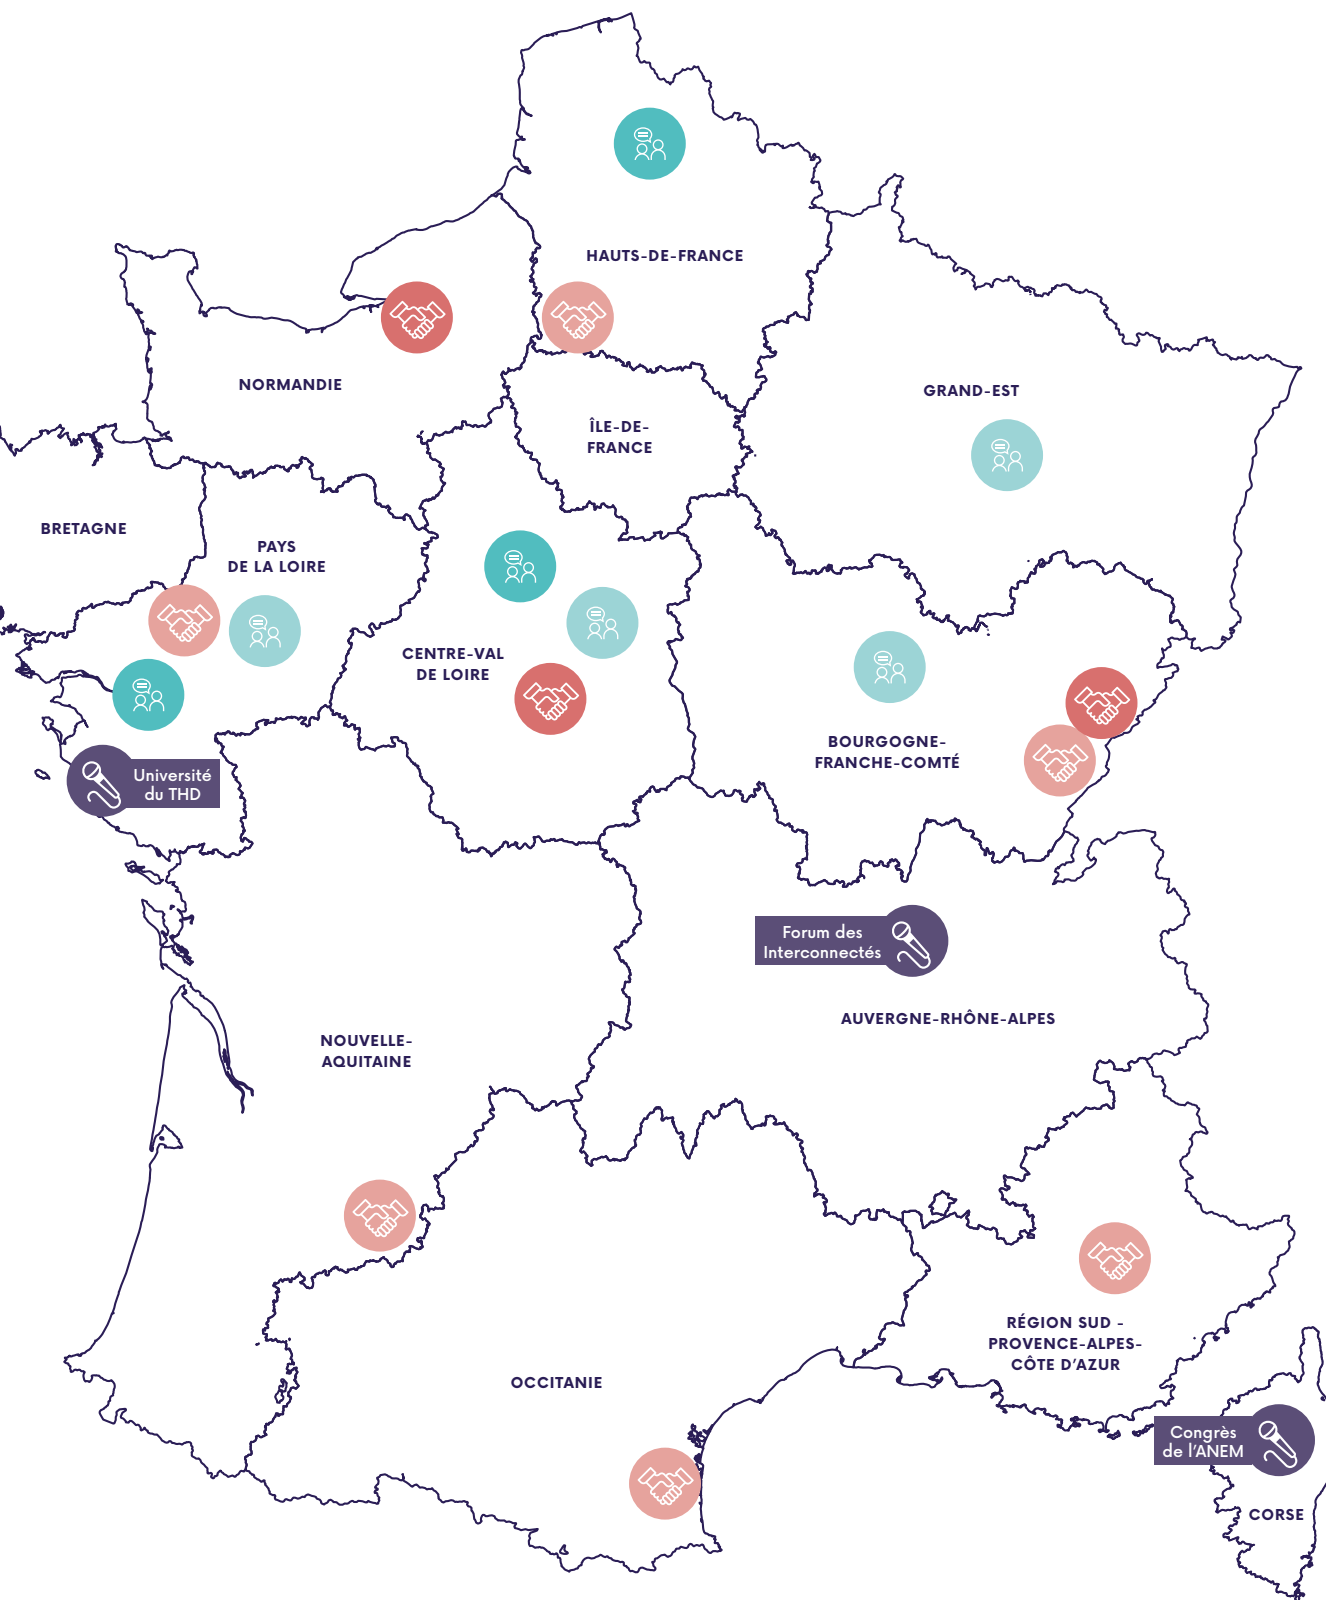 HAUTS-DE-FRANCE
NORMANDIE
GRAND-EST
ÎLE-DE-
FRANCE
BRETAGNE
PAYS
DE LA LOIRE
CENTRE-VAL
DE LOIRE
BOURGOGNE-
FRANCHE-COMTÉ
Université
du THD
Forum des
Interconnectés
AUVERGNE-RHÔNE-ALPES
NOUVELLE-
AQUITAINE
RÉGION SUD -
PROVENCE-ALPES-
CÔTE D'AZUR
OCCITANIE
Congrès
de l'ANEM
CORSE